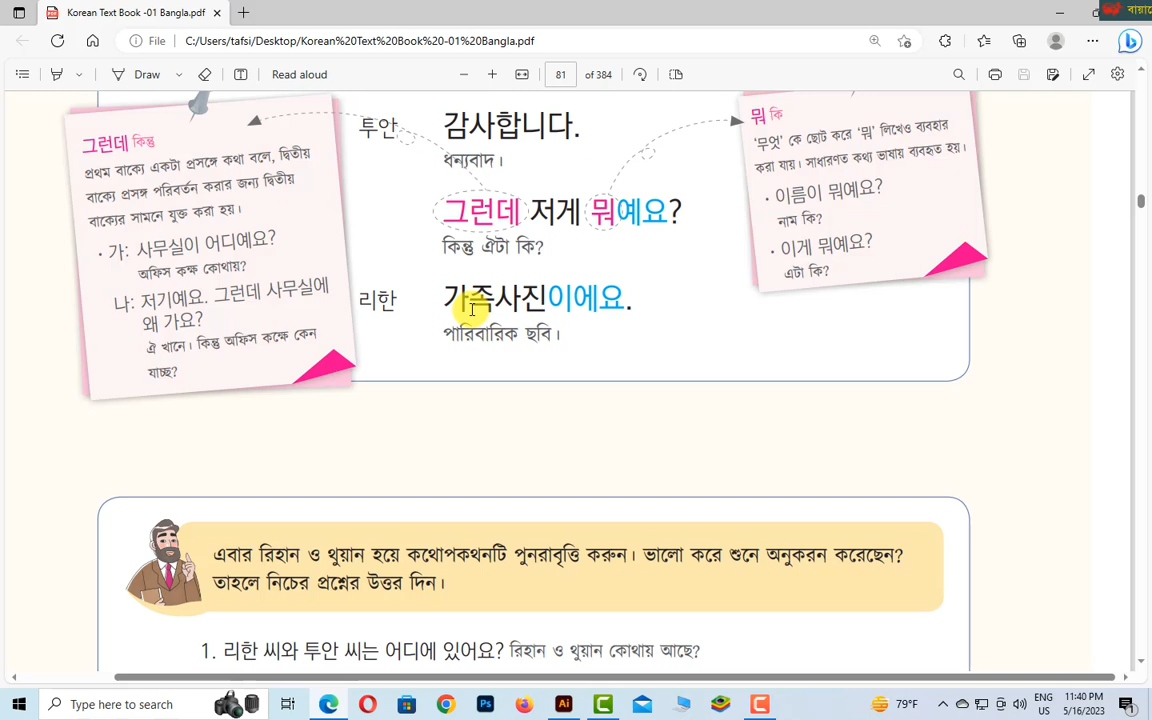 Korean Text Book -01 Bangla.pdf
বায়ান্ন
File
C:/Users/tafsi/Desktop/Korean%20Text%20Book%20-01%20Bangla.pdf
Draw
Read aloud
81
of 384
그런데 কিন্তু
প্রথম বাক্যে একটা প্রসঙ্গে কথা বলে, দ্বিতীয়
বাক্যে প্রসঙ্গ পরিবর্তন করার জন্য দ্বিতীয়
বাক্যের সামনে যুক্ত করা হয়।
· 가: 사무실이 어디예요?
অফিস কক্ষ কোথায়?
나: 저기예요. 그런데 사무실에
왜 가요?
ঐ খানে। কিন্তু অফিস কক্ষে কেন
যাচ্ছ?
투안 감사합니다.
ধন্যবাদ।
그런데 저게 뭐예요?
কিন্তু ঐটা কি?
리한 가족사진이에요.
পারিবারিক ছবি।
뭐 কি
‘무엇’ কে ছোট করে ‘뭐’ লিখেও ব্যবহার
করা যায়। সাধারণত কথ্য ভাষায় ব্যবহৃত হয়।
· 이름이 뭐예요?
নাম কি?
· 이게 뭐예요?
এটা কি?
এবার রিহান ও থুয়ান হয়ে কথোপকথনটি পুনরাবৃত্তি করুন। ভালো করে শুনে অনুকরন করেছেন?
তাহলে নিচের প্রশ্নের উত্তর দিন।
1. 리한 씨와 투안 씨는 어디에 있어요? রিহান ও থুয়ান কোথায় আছে?
Type here to search
79°F
ENG
US
11:40 PM
5/16/2023
1